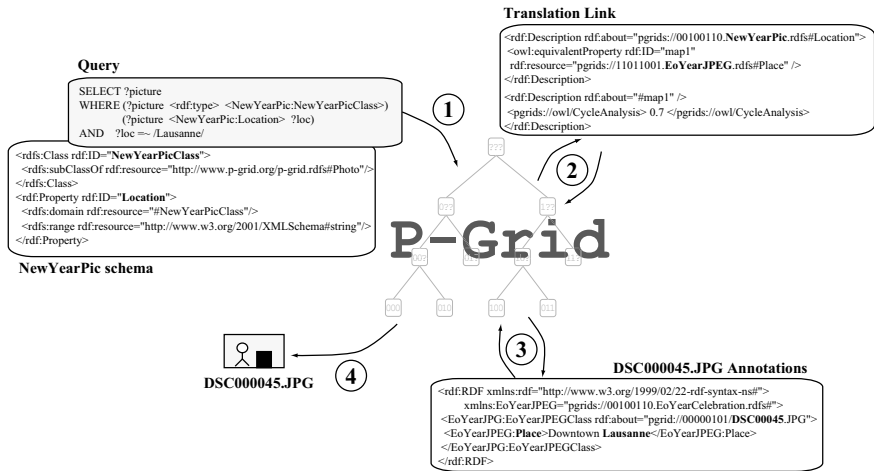 Translation Link
<rdf:Description rdf:about="pgrids://00100110.NewYearPic.rdfs#Location">
<owl:equivalentProperty rdf:ID="map1"
rdf:resource="pgrids://11011001.EoYearJPEG.rdfs#Place" />
</rdf:Description>
<rdf:Description rdf:about="#map1" />
<pgrids://owl/CycleAnalysis> 0.7 </pgrids://owl/CycleAnalysis>
</rdf:Description>
Query
SELECT ?picture
WHERE (?picture <rdf:type> <NewYearPic:NewYearPicClass>)
(?picture <NewYearPic:Location> ?loc)
AND ?loc =~ /Lausanne/
1
2
<rdfs:Class rdf:ID="NewYearPicClass">
<rdfs:subClassOf rdf:resource="http://www.p-grid.org/p-grid.rdfs#Photo"/>
</rdfs:Class>
<rdf:Property rdf:ID="Location">
<rdfs:domain rdf:resource="#NewYearPicClass"/>
<rdfs:range rdf:resource="http://www.w3.org/2001/XMLSchema#string"/>
</rdf:Property>
NewYearPic schema
???
0?? 1??
P-Grid
00? 01?
000 010 100 011
3
4
DSC000045.JPG
DSC000045.JPG Annotations
<rdf:RDF xmlns:rdf="http://www.w3.org/1999/02/22-rdf-syntax-ns#">
xmlns:EoYearJPEG="pgrids://00100110.EoYearCelebration.rdfs#">
<EoYearJPG:EoYearJPEGClass rdf:about="pgrid://00000101/DSC00045.JPG">
<EoYearJPEG:Place>Downtown Lausanne</EoYearJPEG:Place>
</EoYearJPG:EoYearJPEGClass>
</rdf:RDF>